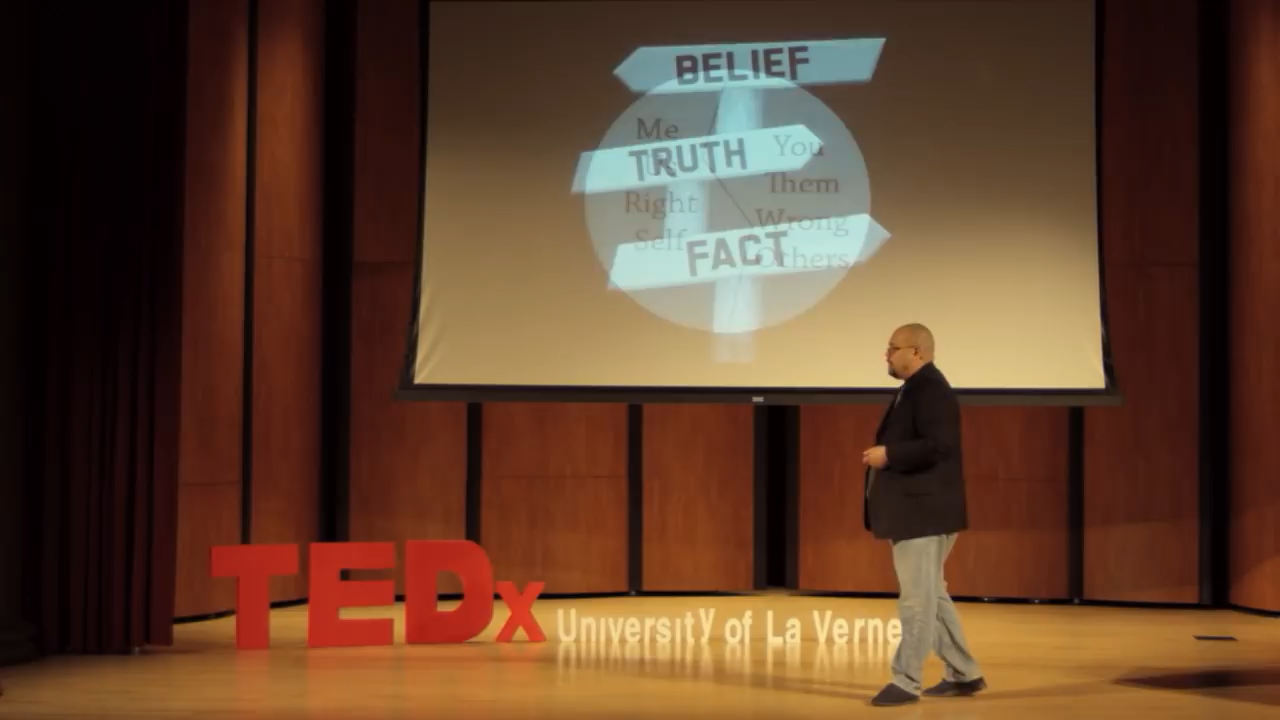 BELIEF
Me
TRUTH
You
Them
Right
Wrong
Self
FACT
Others
TEDx
University of La Verne